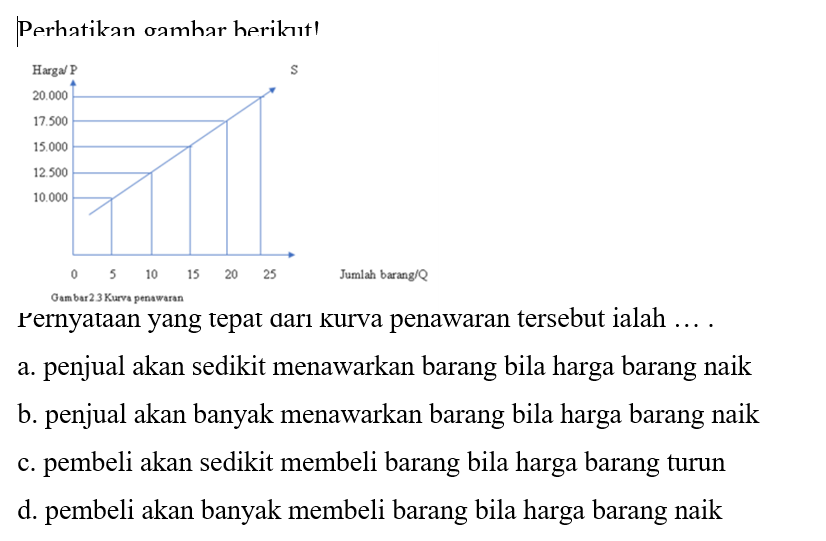 Perhatikan gambar berikut!
Harga/ P
S
20.000
17.500
15.000
12.500
10.000
0 5 10 15 20 25 Jumlah barang/Q
Gambar2.3 Kurva penawaran
Pernyataan yang tepat dari kurva penawaran tersebut ialah … .
a. penjual akan sedikit menawarkan barang bila harga barang naik
b. penjual akan banyak menawarkan barang bila harga barang naik
c. pembeli akan sedikit membeli barang bila harga barang turun
d. pembeli akan banyak membeli barang bila harga barang naik